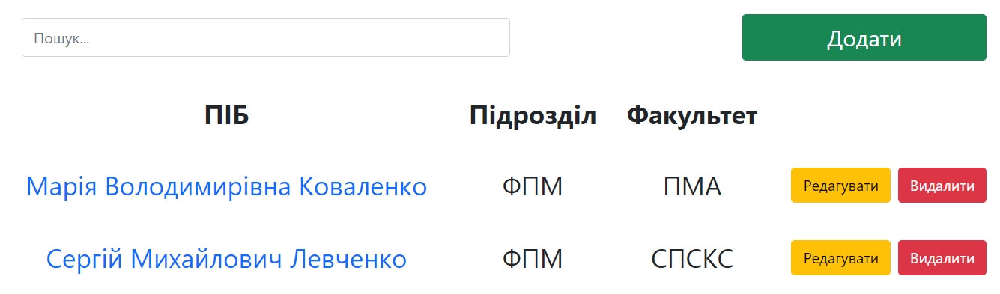 Пошук... Додати
ПІБ Підрозділ Факультет
Марія Володимирівна Коваленко ФПМ ПМА Редагувати Видалити
Сергій Михайлович Левченко ФПМ СПСКС Редагувати Видалити